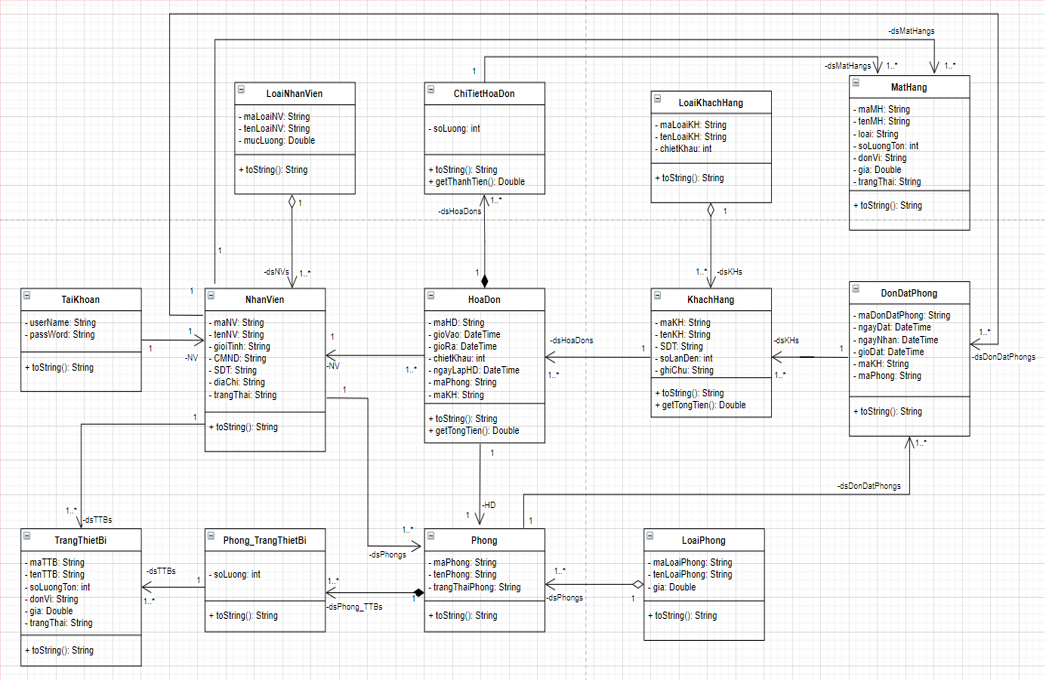 -dsMatHangs
-dsMatHangs
1
1..*
1..*
LoaiNhanVien
- maLoaiNV: String
- tenLoaiNV: String
- mucLuong: Double
+ toString(): String
ChiTietHoaDon
- soLuong: int
+ toString(): String
+ getThanhTien(): Double
LoaiKhachHang
- maLoaiKH: String
- tenLoaiKH: String
- chietKhau: int
+ toString(): String
MatHang
- maMH: String
- tenMH: String
- loai: String
- soLuongTon: int
- donVi: String
- gia: Double
- trangThai: String
+ toString(): String
1
1..*
-dsHoaDons
1
1
-dsNVs
1..*
1
1..*
-dsKHs
1
TaiKhoan
- userName: String
- passWord: String
+ toString(): String
1
1
-NV
NhanVien
- maNV: String
- tenNV: String
- gioiTinh: String
- CMND: String
- SDT: String
- diaChi: String
- trangThai: String
+ toString(): String
1
-NV
1..*
HoaDon
- maHD: String
- gioVao: DateTime
- gioRa: DateTime
- chietKhau: int
- ngayLapHD: DateTime
- maPhong: String
- maKH: String
+ toString(): String
+ getTongTien(): Double
-dsHoaDons
1
1..*
KhachHang
- maKH: String
- tenKH: String
- SDT: String
- soLanDen: int
- ghiChu: String
+ toString(): String
+ getTongTien(): Double
-dsKHs
1
1..*
DonDatPhong
- maDonDatPhong: String
- ngayDat: DateTime
- ngayNhan: DateTime
- gioDat: DateTime
- maKH: String
- maPhong: String
+ toString(): String
1..*
-dsDonDatPhongs
1
1
1..*
-dsTTBs
1
1
-HD
1..*
-dsPhongs
1
-dsDonDatPhongs
1..*
TrangThietBi
- maTTB: String
- tenTTB: String
- soLuongTon: int
- donVi: String
- gia: Double
- trangThai: String
+ toString(): String
-dsTTBs
1
1..*
Phong_TrangThietBi
- soLuong: int
+ toString(): String
1..*
1
-dsPhong_TTBs
Phong
- maPhong: String
- tenPhong: String
- trangThaiPhong: String
+ toString(): String
1..*
-dsPhongs
1
LoaiPhong
- maLoaiPhong: String
- tenLoaiPhong: String
- gia: Double
+ toString(): String